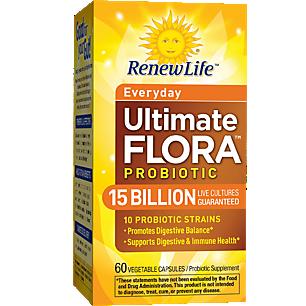 RENEWLIFE™
Everyday
Ultimate
FLORA™
PROBIOTIC
15 BILLION LIVE CULTURES
GUARANTEED
10 PROBIOTIC STRAINS
• Promotes Digestive Balance*
• Supports Digestive & Immune Health*
60 VEGETABLE CAPSULES / Probiotic Supplement
*These statements have not been evaluated by the Food
and Drug Administration. This product is not intended
to diagnose, treat, cure, or prevent any disease.